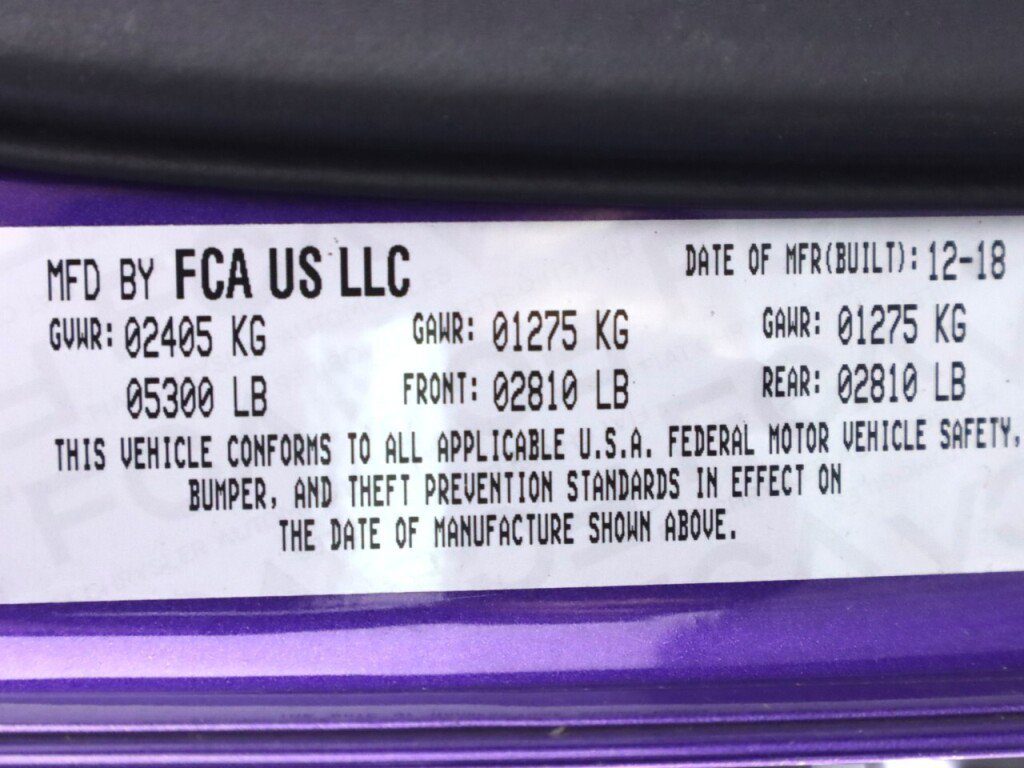 MFD BY FCA US LLC DATE OF MFR(BUILT): 12-18
GVWR: 02405 KG GAWR: 01275 KG GAWR: 01275 KG
05300 LB FRONT: 02810 LB REAR: 02810 LB
THIS VEHICLE CONFORMS TO ALL APPLICABLE U.S.A. FEDERAL MOTOR VEHICLE SAFETY,
BUMPER, AND THEFT PREVENTION STANDARDS IN EFFECT ON
THE DATE OF MANUFACTURE SHOWN ABOVE.